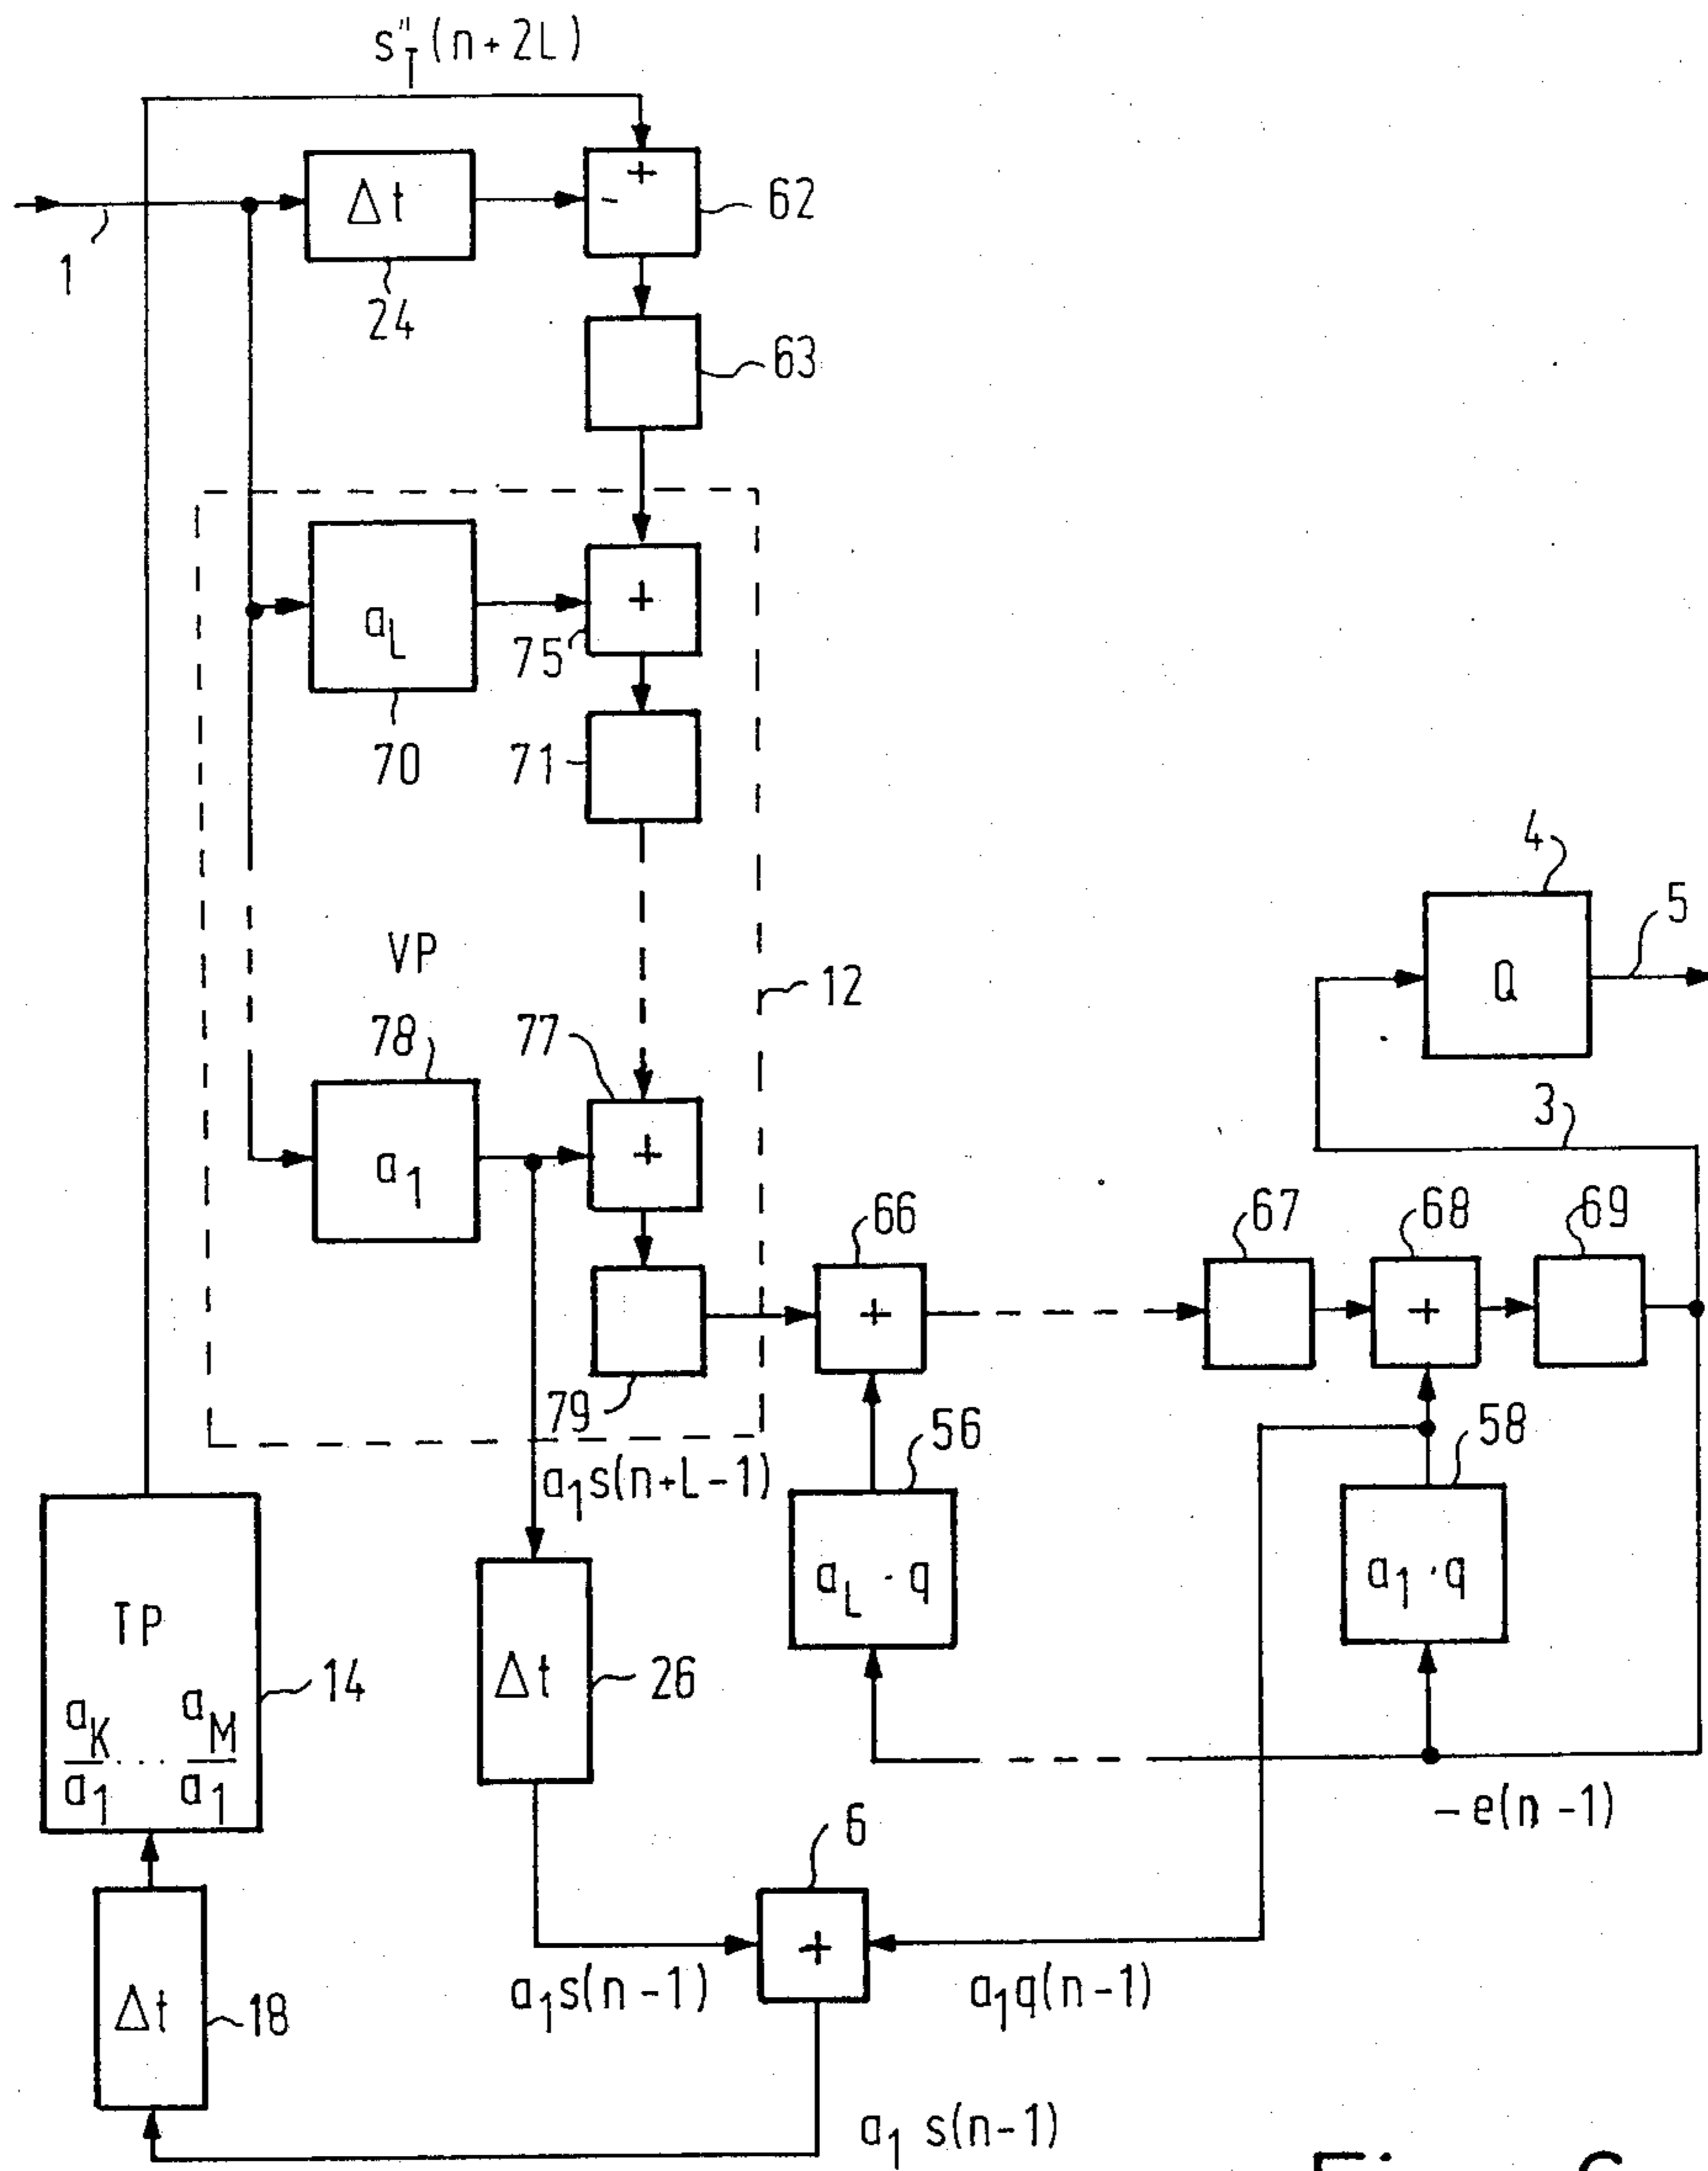 s"T(n+2L)
1
Δt
24
+
-
62
63
aL
70
+
75
71
VP
78
a1
77
+
79
12
66
+
67
68
+
69
4
Q
5
3
a1s(n+L-1)
56
aL · q
58
a1 · q
TP
aK/a1 ... aM/a1
14
Δt
26
-e(n-1)
6
+
a1s(n-1)
a1q(n-1)
Δt
18
a1 s(n-1)